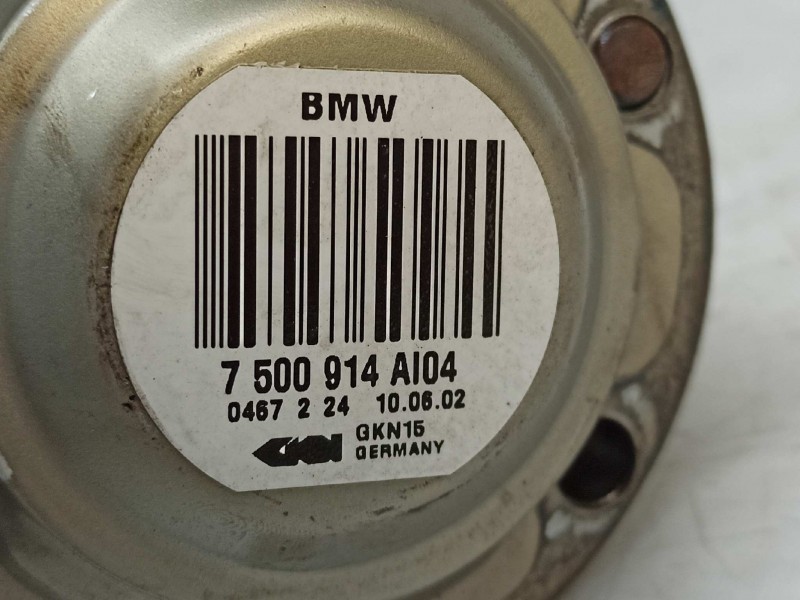 BMW
7 500 914 AI04
0467 2 24 10.06.02
GKN GKN15
GERMANY